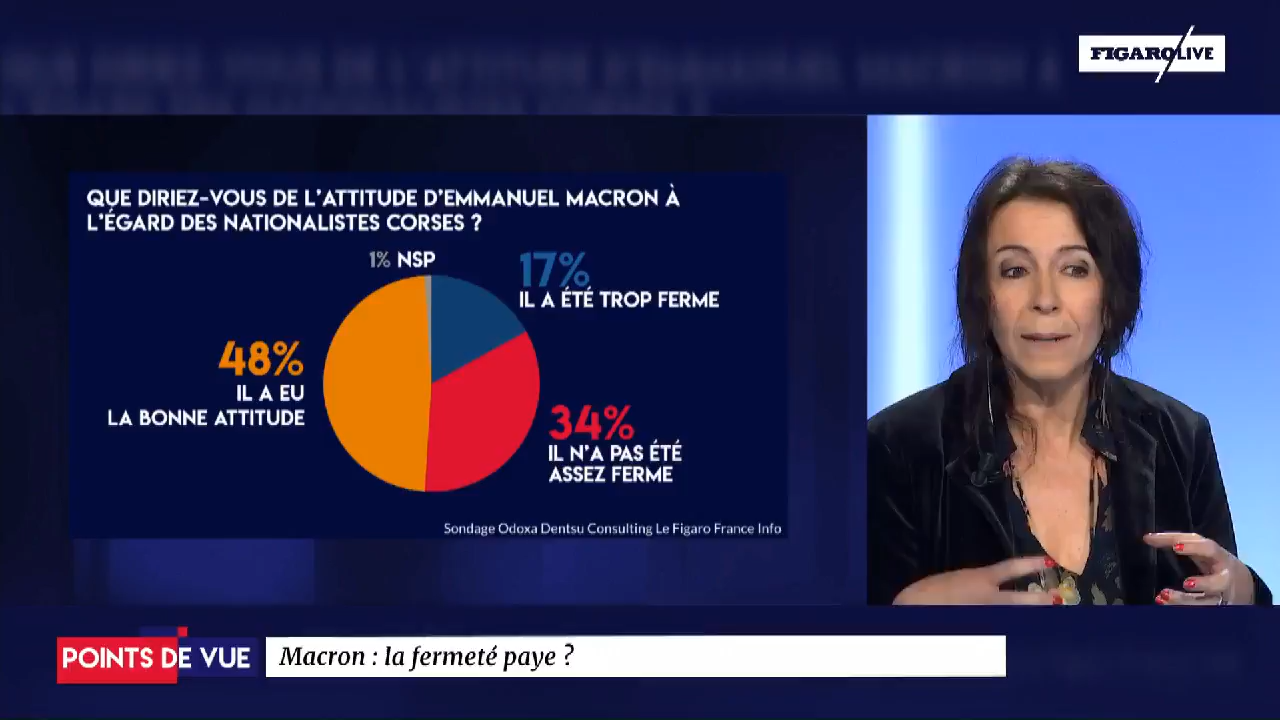 FIGARO LIVE
QUE DIRIEZ-VOUS DE L'ATTITUDE D'EMMANUEL MACRON À
L'ÉGARD DES NATIONALISTES CORSES ?
1% NSP
17%
IL A ÉTÉ TROP FERME
48%
IL A EU
LA BONNE ATTITUDE
34%
IL N'A PAS ÉTÉ
ASSEZ FERME
Sondage Odoxa Dentsu Consulting Le Figaro France Info
POINTS DE VUE
Macron : la fermeté paye ?